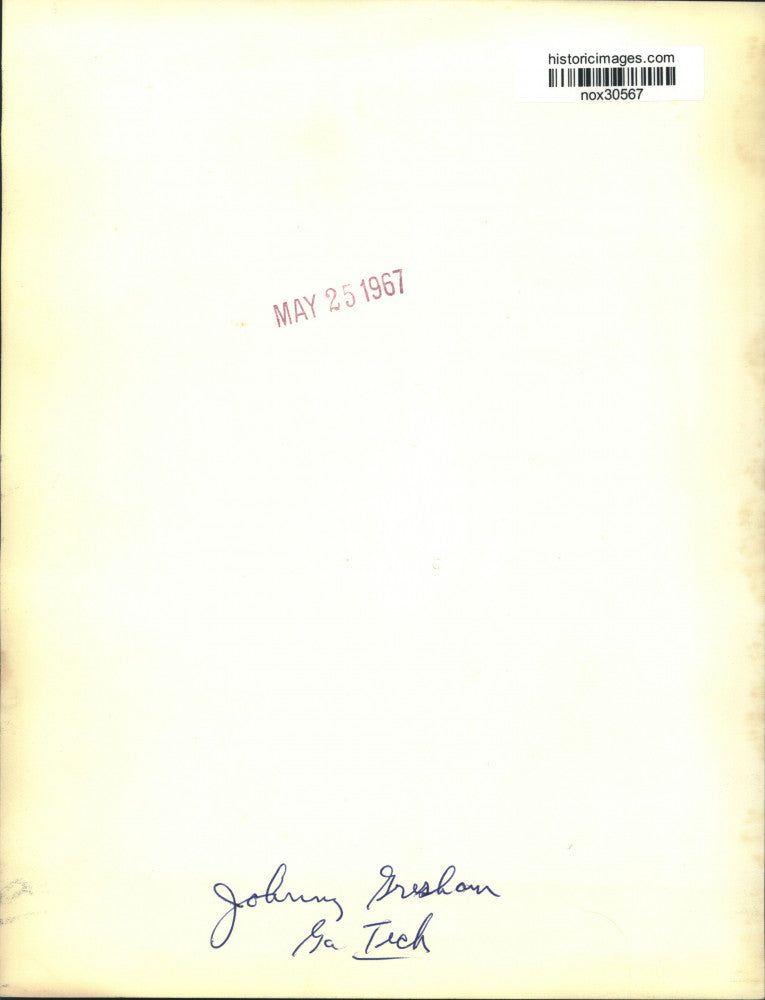 historicimages.com
nox30567
MAY 25 1967
Johnny Gresham
Ga Tech